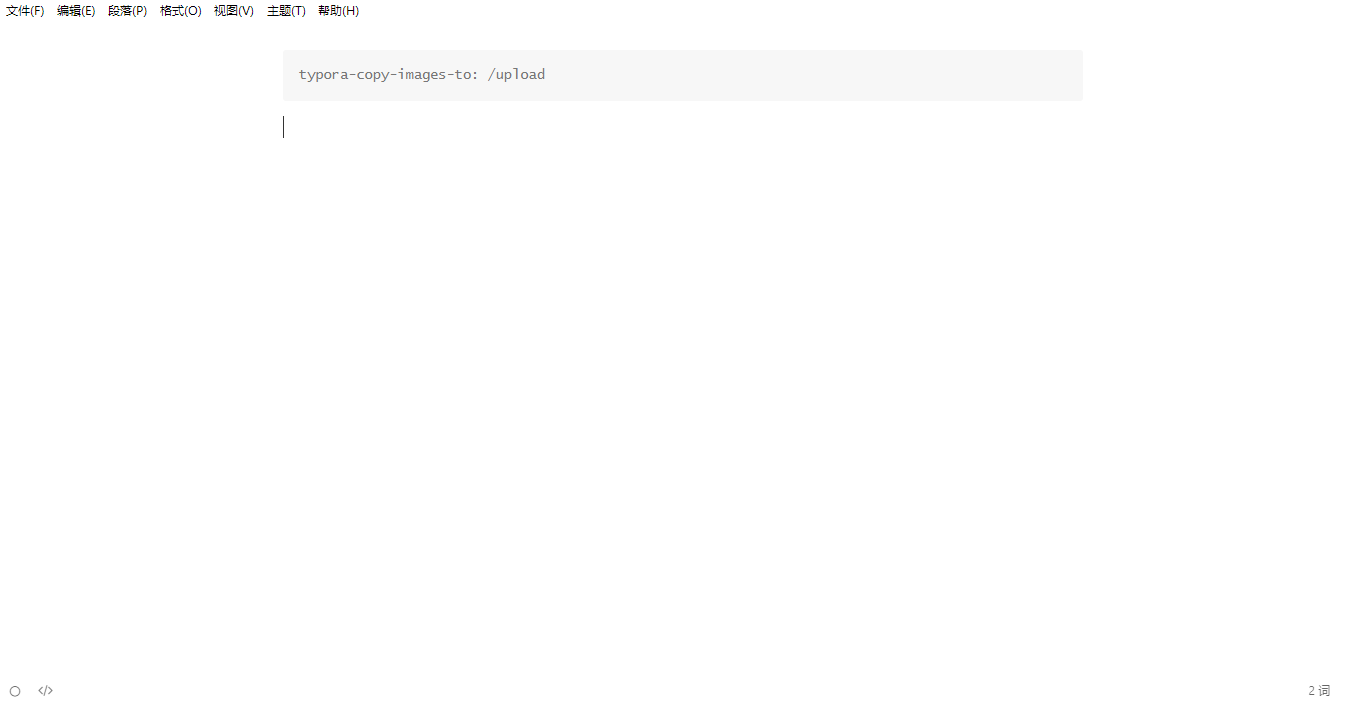 文件(F) 编辑(E) 段落(P) 格式(O) 视图(V) 主题(T) 帮助(H)
typora-copy-images-to: /upload
</> 2 词